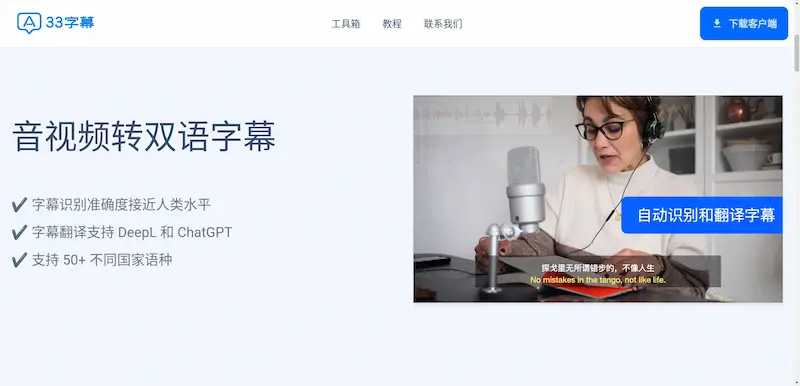 33字幕
工具箱
教程
联系我们
下载客户端
音视频转双语字幕
✔ 字幕识别准确度接近人类水平
✔ 字幕翻译支持 DeepL 和 ChatGPT
✔ 支持 50+ 不同国家语种
自动识别和翻译字幕
探戈里无所谓错步的，不像人生
No mistakes in the tango, not like life.